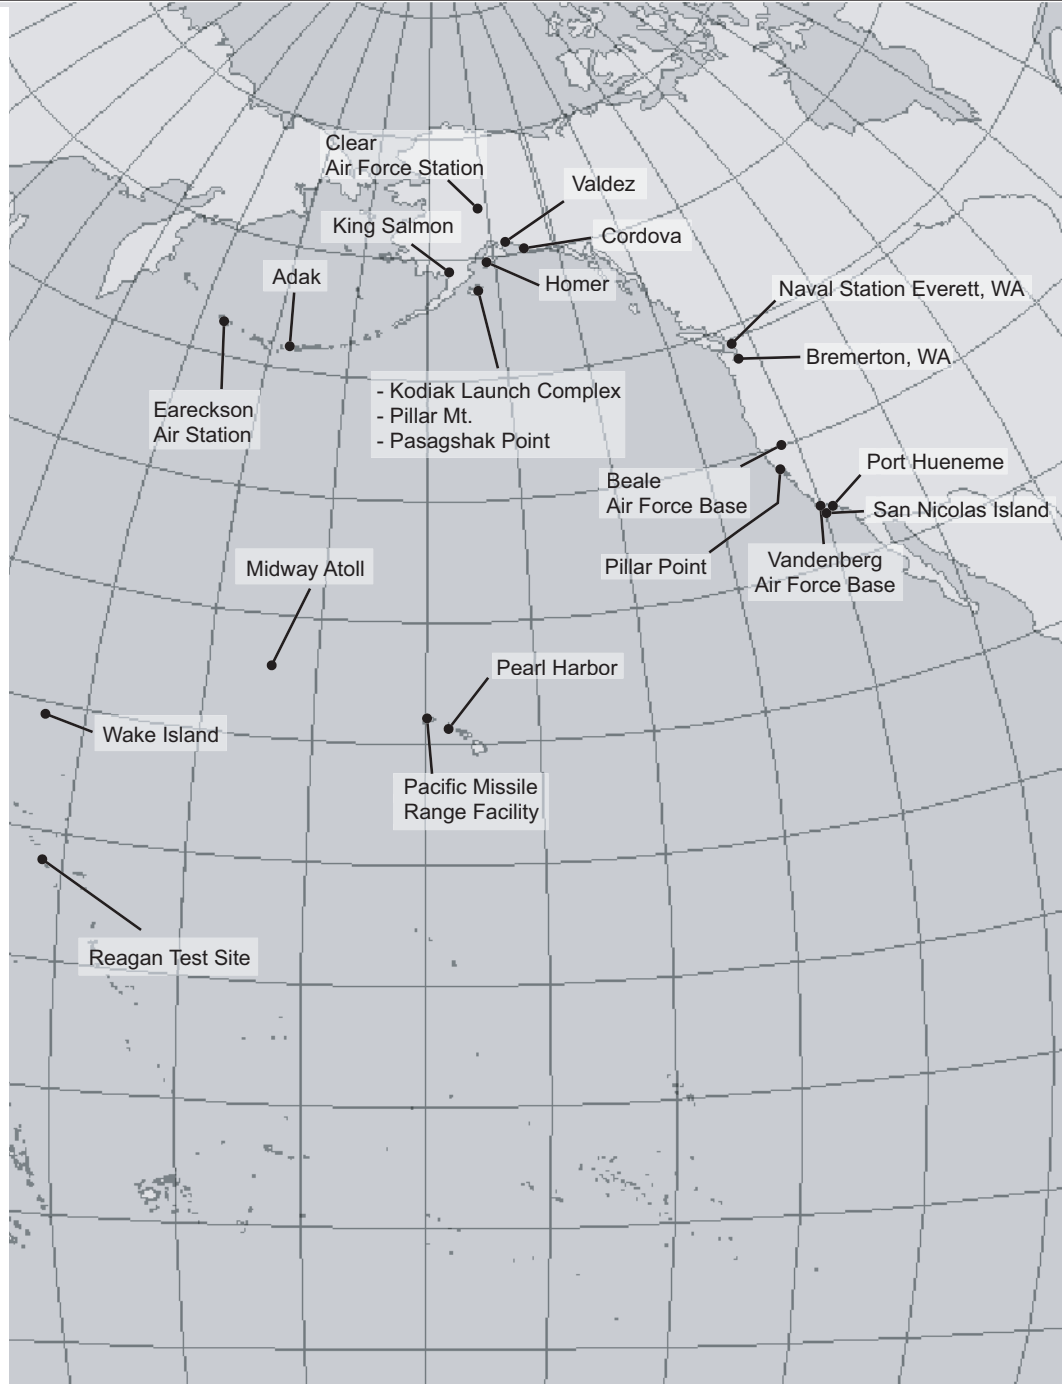 Clear
Air Force Station
Valdez
King Salmon
Cordova
Adak
Homer
Naval Station Everett, WA
Bremerton, WA
Eareckson
Air Station
- Kodiak Launch Complex
- Pillar Mt.
- Pasagshak Point
Beale
Air Force Base
Port Hueneme
San Nicolas Island
Pillar Point
Vandenberg
Air Force Base
Midway Atoll
Pearl Harbor
Wake Island
Pacific Missile
Range Facility
Reagan Test Site